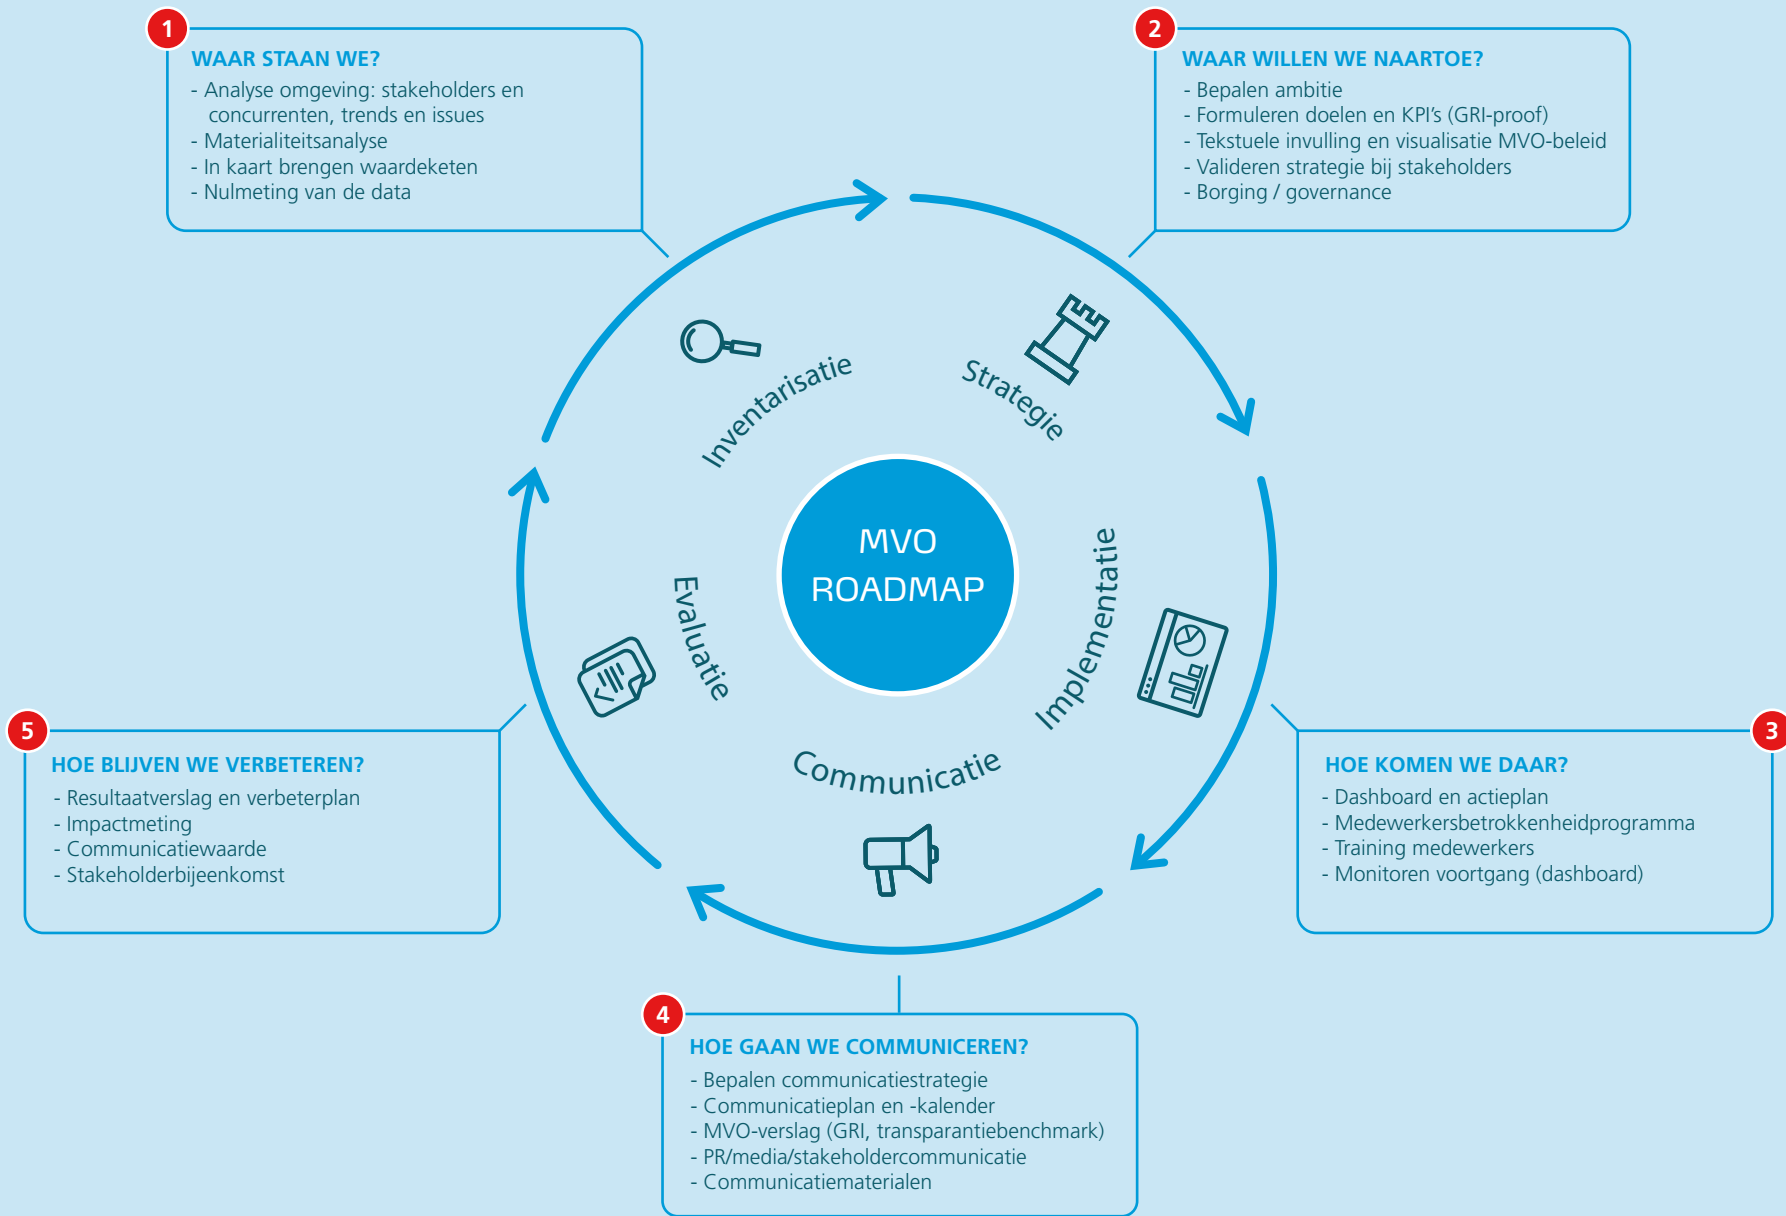 1
WAAR STAAN WE?
- Analyse omgeving: stakeholders en
concurrenten, trends en issues
- Materialiteitsanalyse
- In kaart brengen waardeketen
- Nulmeting van de data
2
WAAR WILLEN WE NAARTOE?
- Bepalen ambitie
- Formuleren doelen en KPI's (GRI-proof)
- Tekstuele invulling en visualisatie MVO-beleid
- Valideren strategie bij stakeholders
- Borging / governance
Inventarisatie
Strategie
MVO
ROADMAP
Implementatie
Evaluatie
Communicatie
3
HOE KOMEN WE DAAR?
- Dashboard en actieplan
- Medewerkersbetrokkenheidprogramma
- Training medewerkers
- Monitoren voortgang (dashboard)
4
HOE GAAN WE COMMUNICEREN?
- Bepalen communicatiestrategie
- Communicatieplan en -kalender
- MVO-verslag (GRI, transparantiebenchmark)
- PR/media/stakeholdercommunicatie
- Communicatiematerialen
5
HOE BLIJVEN WE VERBETEREN?
- Resultaatverslag en verbeterplan
- Impactmeting
- Communicatiewaarde
- Stakeholderbijeenkomst